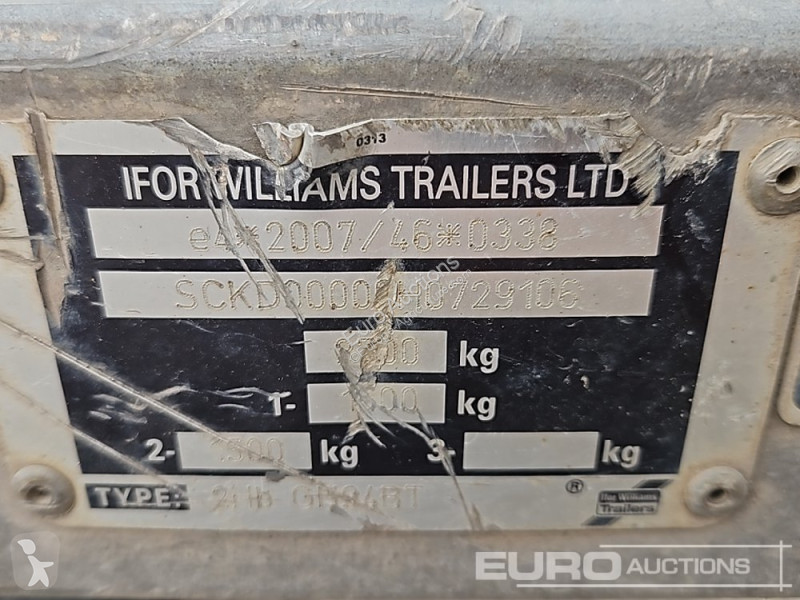 0313
IFOR WILLIAMS TRAILERS LTD
e4*2007/46*0338
SCKD00000H0729106
kg
1- kg
2- kg 3- kg
TYPE: ®
Ifor Williams
Trailers
EURO AUCTIONS